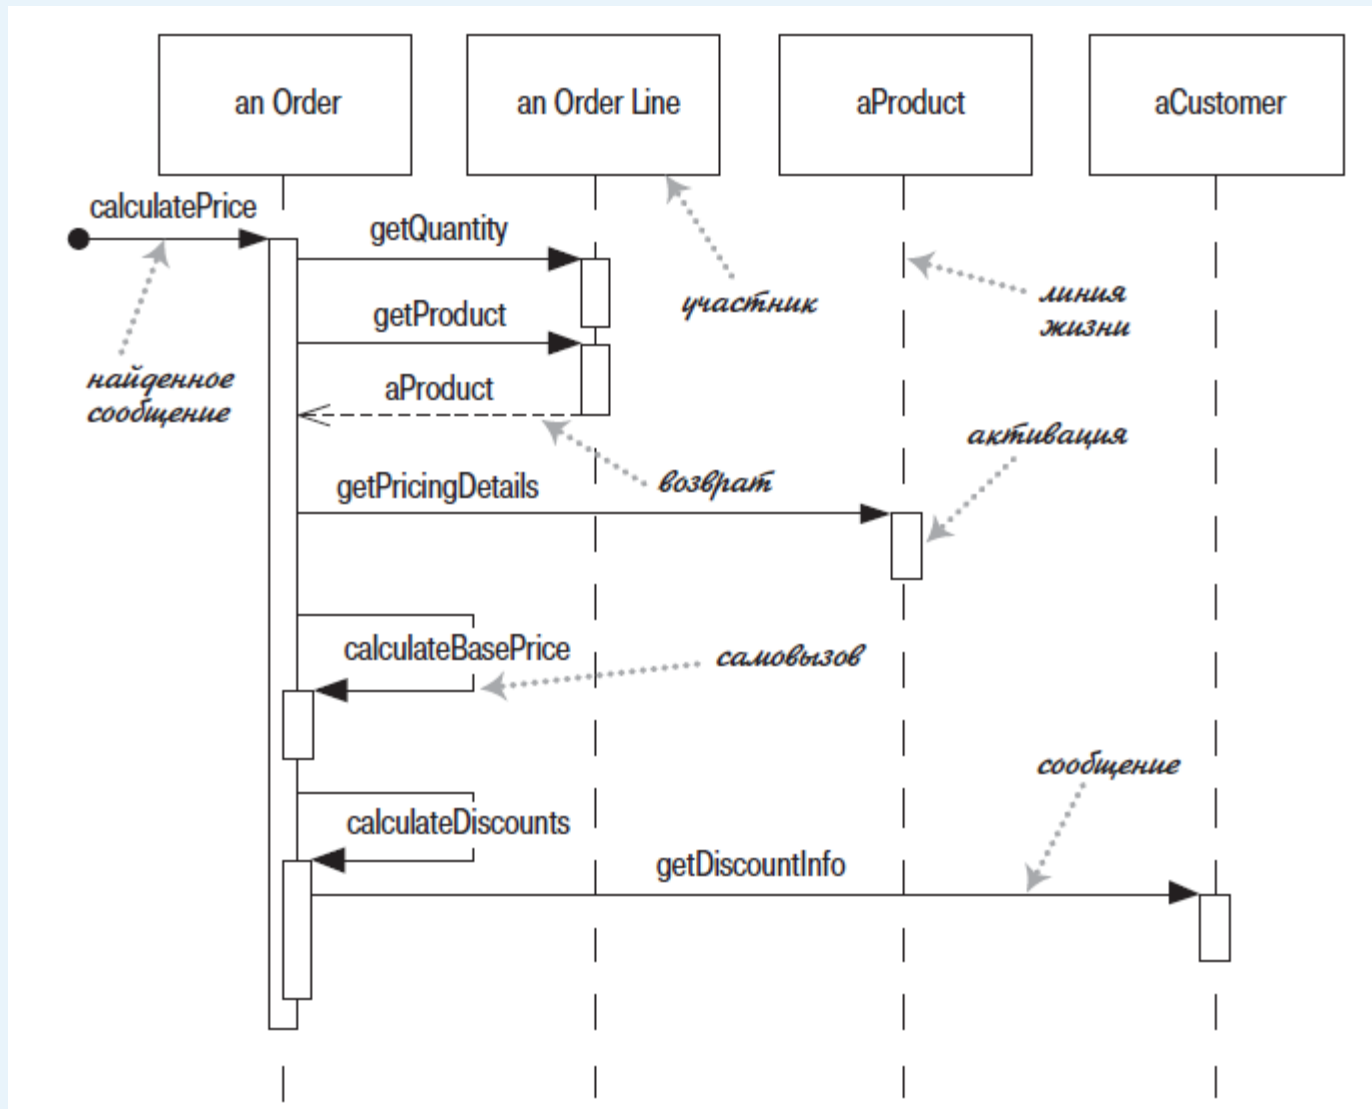 an Order
an Order Line
aProduct
aCustomer
calculatePrice
getQuantity
участник
линия
жизни
getProduct
найденное
сообщение
aProduct
активация
возврат
getPricingDetails
calculateBasePrice
самовызов
сообщение
calculateDiscounts
getDiscountInfo